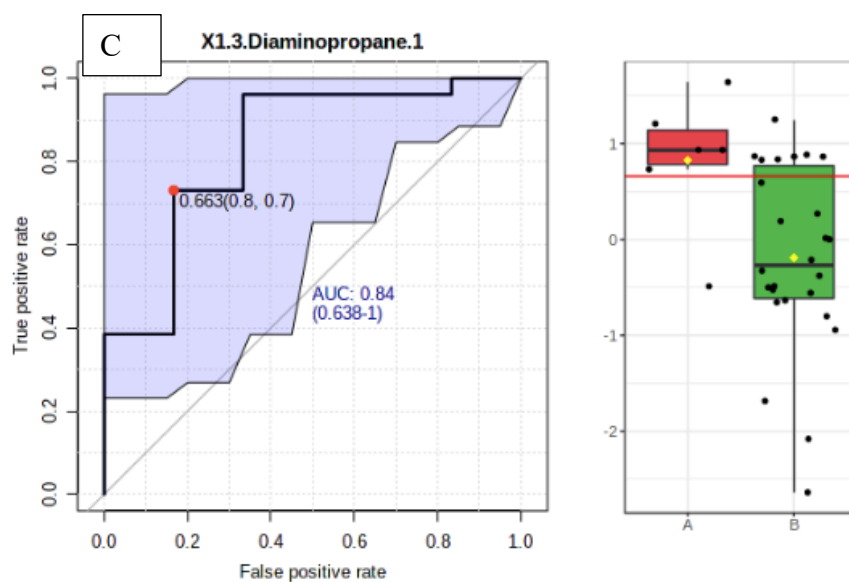 C
X1.3.Diaminopropane.1
True positive rate
1.0
0.8
0.6
0.4
0.2
0.0
0.663(0.8, 0.7)
AUC: 0.84
(0.638-1)
0.0 0.2 0.4 0.6 0.8 1.0
False positive rate
1
0
-1
-2
A B